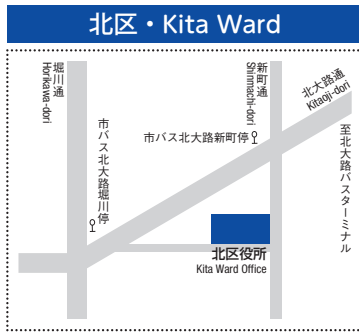 北区・Kita Ward
堀川通
Horikawa-dori
新町通
Shinmachi-dori
北大路通
Kitaoji-dori
市バス北大路新町停
市バス北大路堀川停
至北大路バスターミナル
北区役所
Kita Ward Office